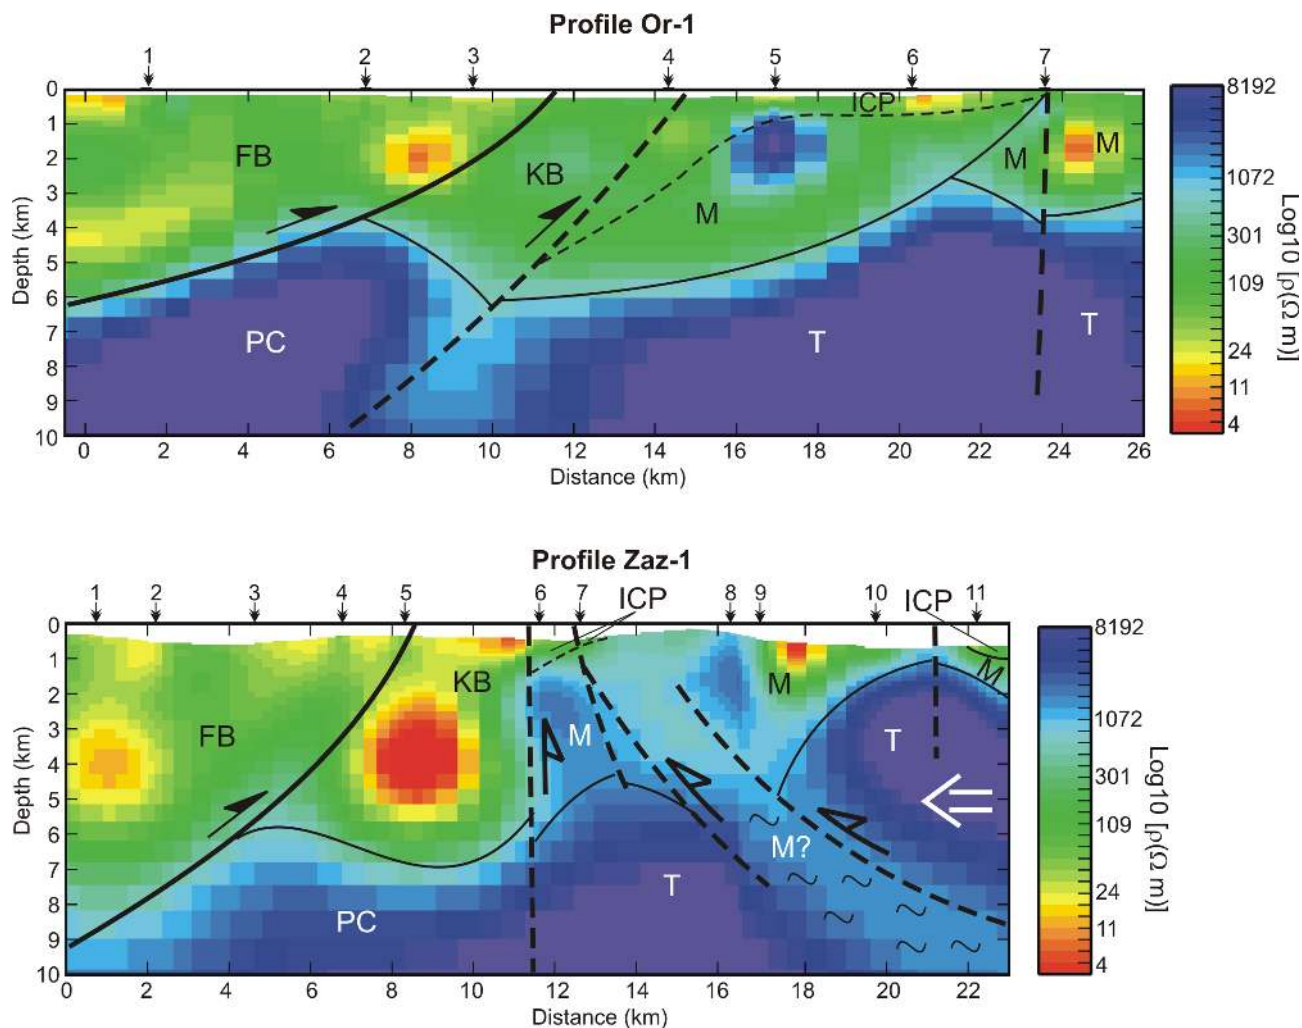 Profile Or-1
1 2 3 4 5 6 7
0 1 2 3 4 5 6 7 8 9 10
Depth (km)
FB KB ICP M M M
PC T T
0 2 4 6 8 10 12 14 16 18 20 22 24 26
Distance (km)
8192
1072
301
109
24
11
4
Log10 [ρ(Ω m)]
Profile Zaz-1
1 2 3 4 5 6 7 8 9 10 11
ICP ICP
0 1 2 3 4 5 6 7 8 9 10
Depth (km)
FB KB M M T M
M?
PC T
0 2 4 6 8 10 12 14 16 18 20 22
Distance (km)
8192
1072
301
109
24
11
4
Log10 [ρ(Ω m)]